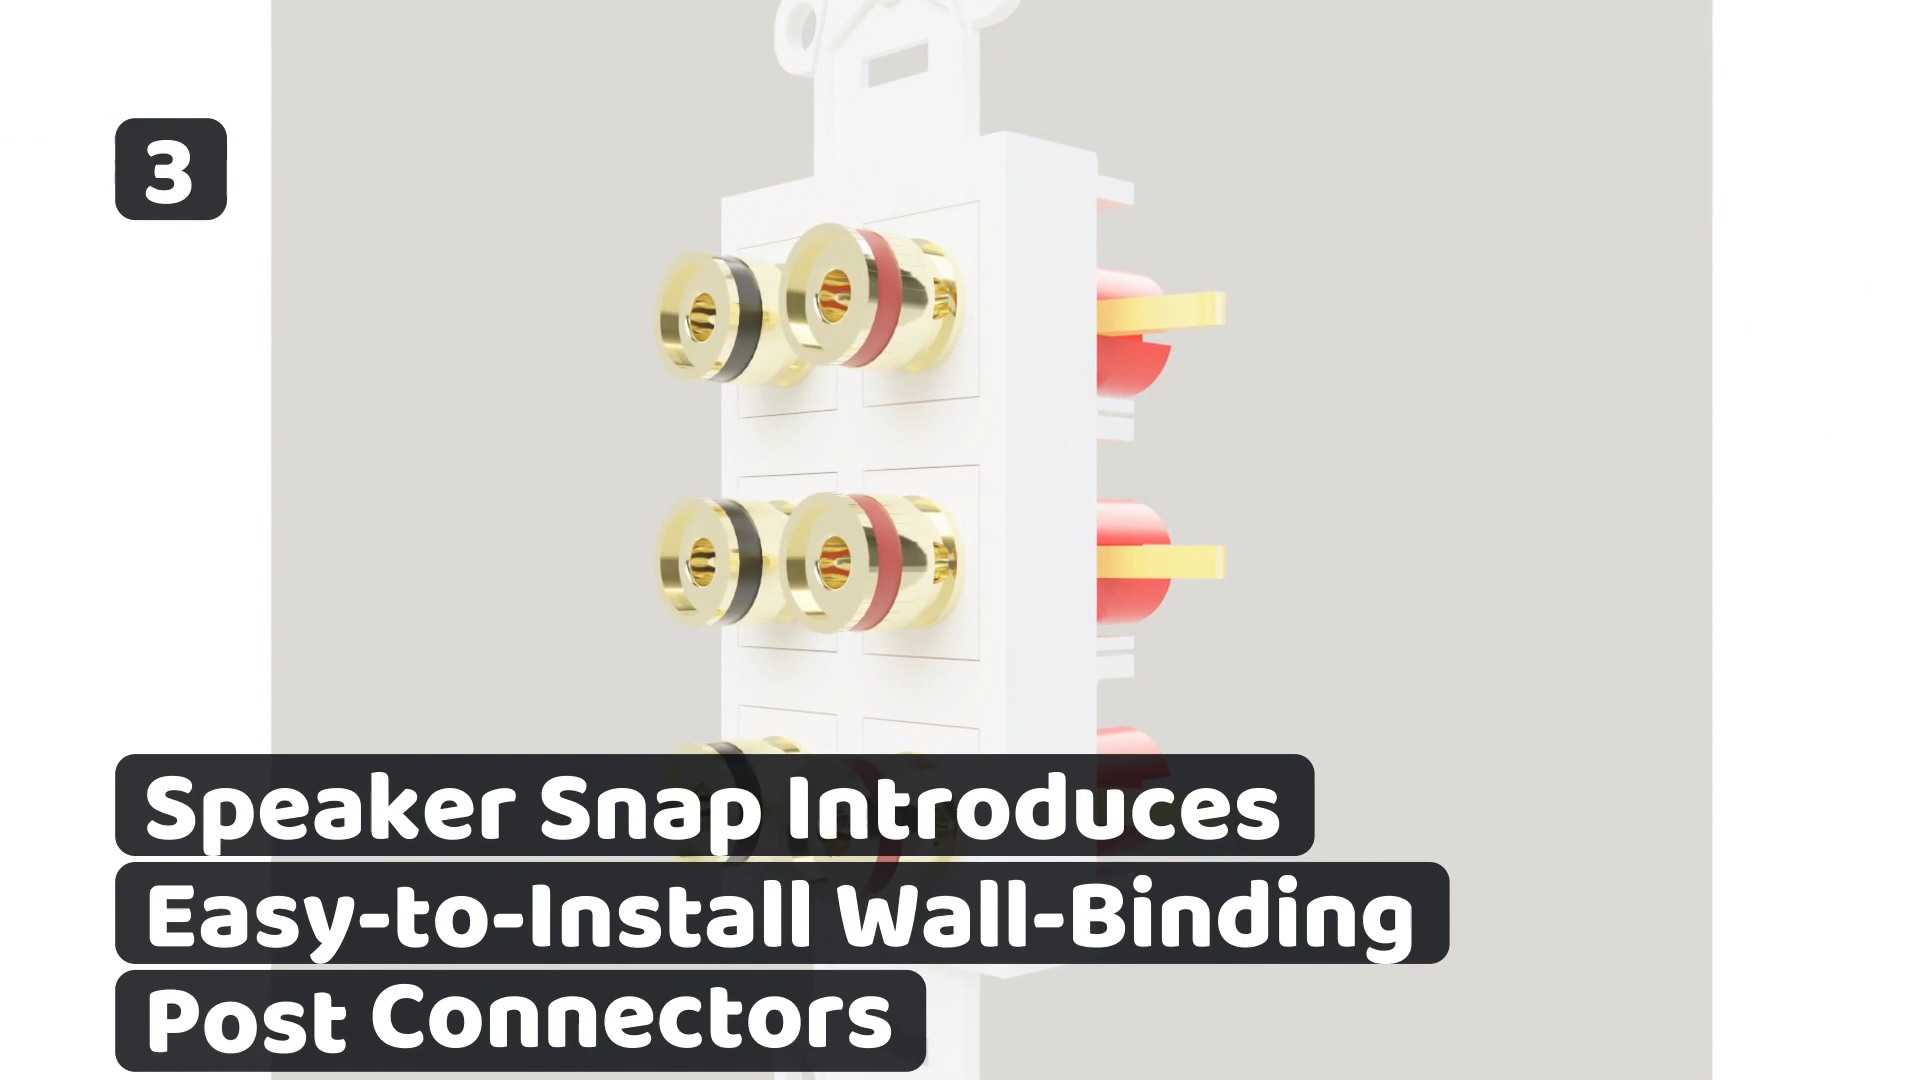 3
Speaker Snap Introduces
Easy-to-Install Wall-Binding
Post Connectors